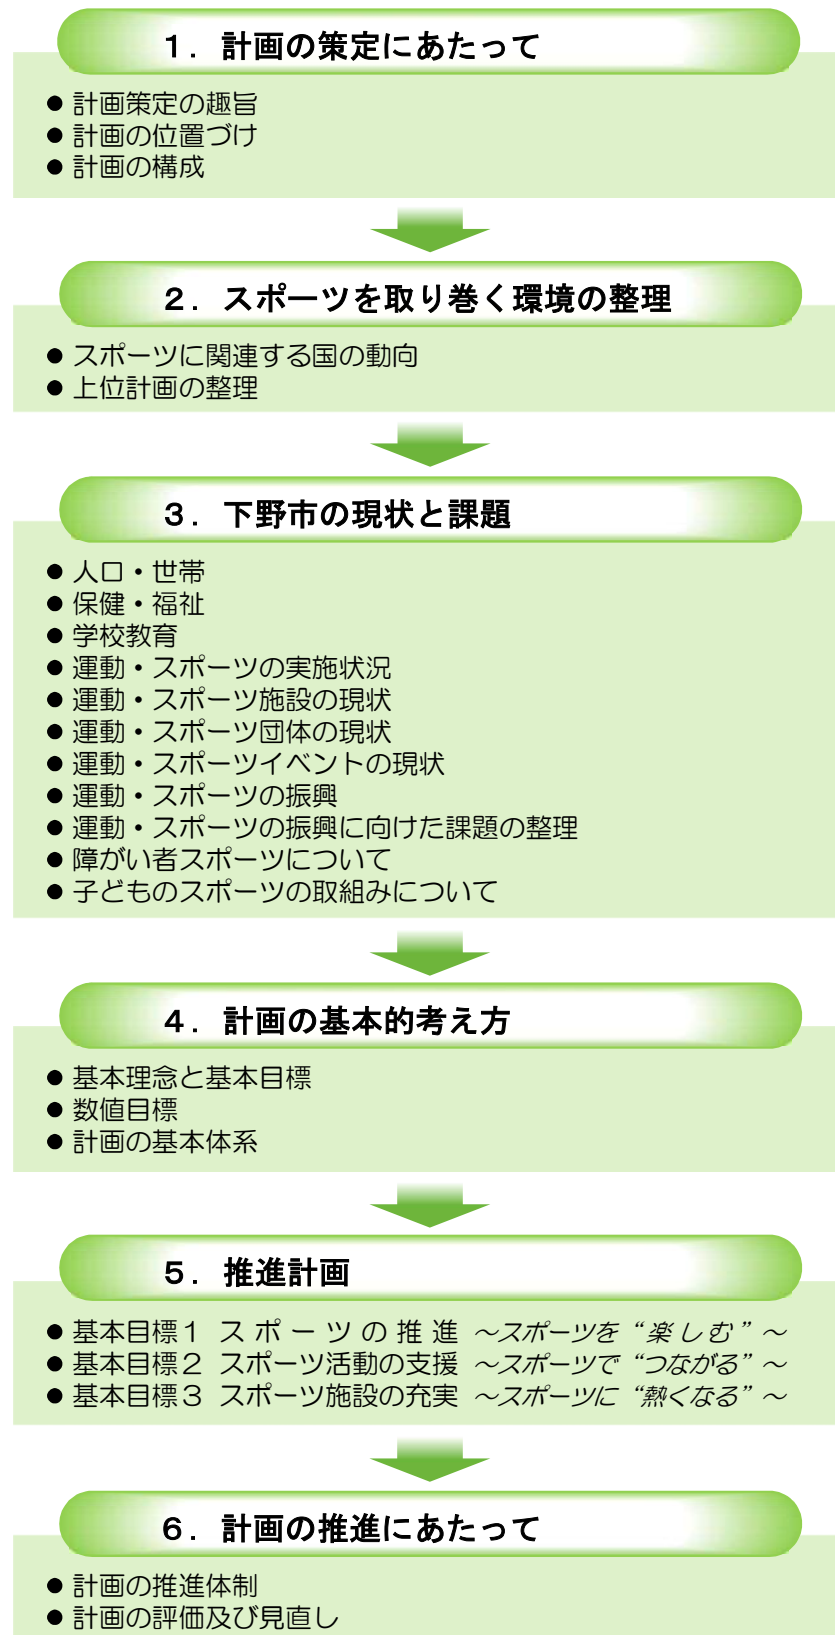 １．計画の策定にあたって
● 計画策定の趣旨
● 計画の位置づけ
● 計画の構成
２．スポーツを取り巻く環境の整理
● スポーツに関連する国の動向
● 上位計画の整理
３．下野市の現状と課題
● 人口・世帯
● 保健・福祉
● 学校教育
● 運動・スポーツの実施状況
● 運動・スポーツ施設の現状
● 運動・スポーツ団体の現状
● 運動・スポーツイベントの現状
● 運動・スポーツの振興
● 運動・スポーツの振興に向けた課題の整理
● 障がい者スポーツについて
● 子どものスポーツの取組みについて
４．計画の基本的考え方
● 基本理念と基本目標
● 数値目標
● 計画の基本体系
５．推進計画
● 基本目標１ スポーツの推進 ～スポーツを“楽しむ”～
● 基本目標２ スポーツ活動の支援 ～スポーツで“つながる”～
● 基本目標３ スポーツ施設の充実 ～スポーツに“熱くなる”～
６．計画の推進にあたって
● 計画の推進体制
● 計画の評価及び見直し